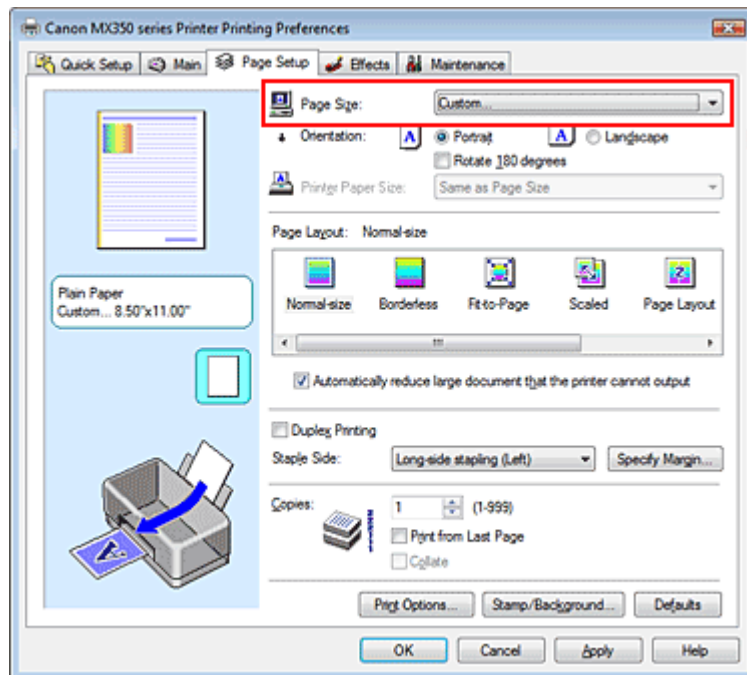 Canon MX350 series Printer Printing Preferences
Quick Setup Main Page Setup Effects Maintenance
Page Size: Custom...
Orientation: A Portrait A Landscape
Rotate 180 degrees
Printer Paper Size: Same as Page Size
Page Layout: Normal-size
Normal-size Borderless Fit-to-Page Scaled Page Layout
Plain Paper
Custom... 8.50"x11.00"
Automatically reduce large document that the printer cannot output
Duplex Printing
Staple Side: Long-side stapling (Left) Specify Margin...
Copies: 1 (1-999)
Print from Last Page
Collate
Print Options... Stamp/Background... Defaults
OK Cancel Apply Help